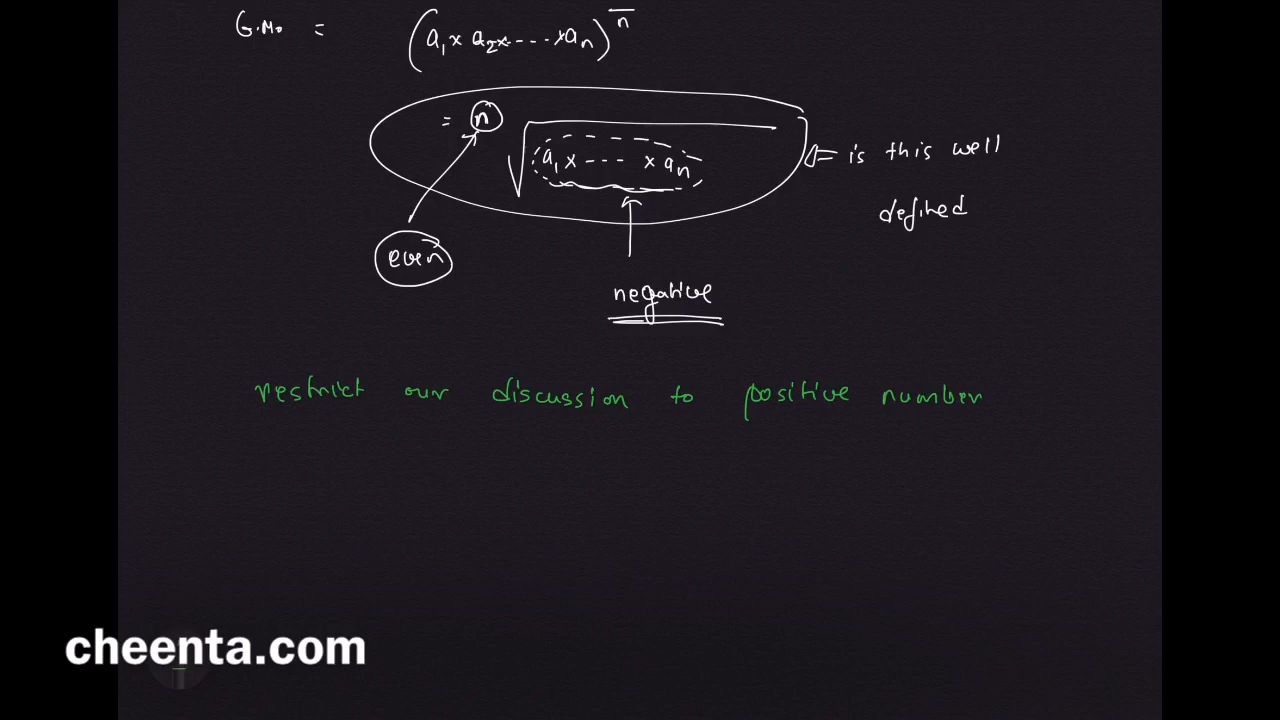 G.M. = (a₁ × a₂ × ---- × aₙ)^‾n
= ⁿ√(a₁ × --- × aₙ) ⇐ is this well
defined
even
negative
restrict our discussion to positive number
cheenta.com